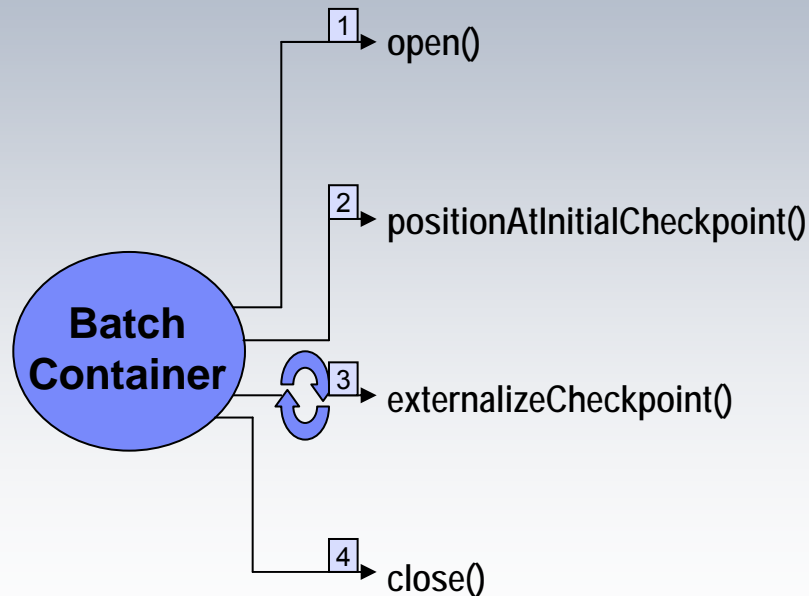 1
open()
2
positionAtInitialCheckpoint()
Batch
Container
3
externalizeCheckpoint()
4
close()